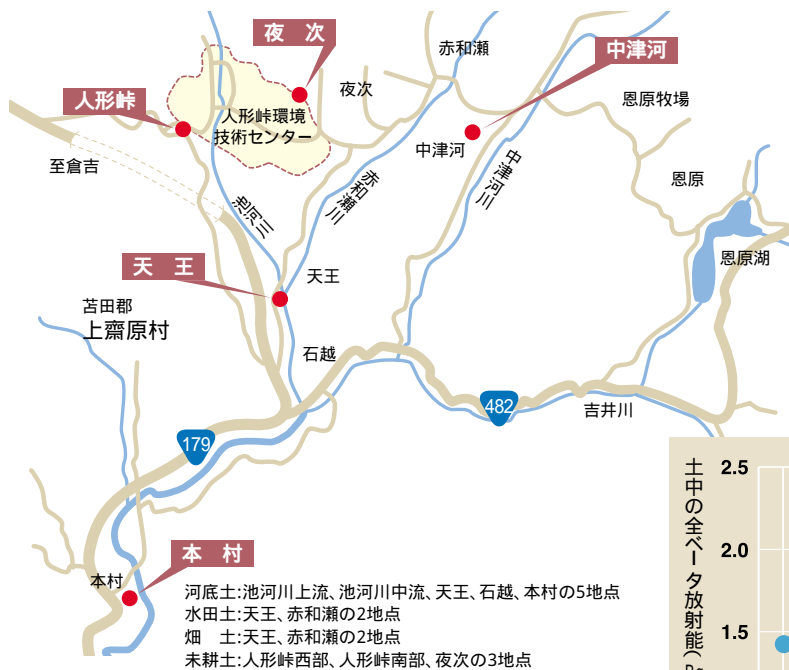 夜 次
赤和瀬
中津河
人形峠
夜次
恩原牧場
人形峠環境
技術センター
中津河
至倉吉
中津河川
恩原
赤和瀬川
池河川
天 王
恩原湖
天王
苫田郡
上齋原村
石越
482
吉井川
179
本 村
本村
河底土:池河川上流、池河川中流、天王、石越、本村の5地点
水田土:天王、赤和瀬の2地点
畑 土:天王、赤和瀬の2地点
未耕土:人形峠西部、人形峠南部、夜次の3地点
土中の全ベータ放射能(
2.5
2.0
1.5